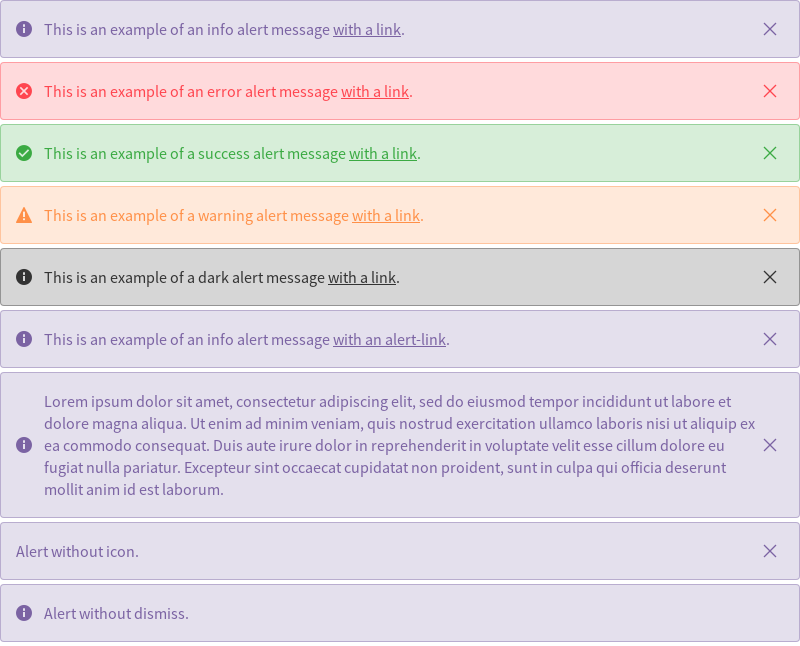 This is an example of an info alert message with a link.
This is an example of an error alert message with a link.
This is an example of a success alert message with a link.
This is an example of a warning alert message with a link.
This is an example of a dark alert message with a link.
This is an example of an info alert message with an alert-link.
Lorem ipsum dolor sit amet, consectetur adipiscing elit, sed do eiusmod tempor incididunt ut labore et
dolore magna aliqua. Ut enim ad minim veniam, quis nostrud exercitation ullamco laboris nisi ut aliquip ex
ea commodo consequat. Duis aute irure dolor in reprehenderit in voluptate velit esse cillum dolore eu
fugiat nulla pariatur. Excepteur sint occaecat cupidatat non proident, sunt in culpa qui officia deserunt
mollit anim id est laborum.
Alert without icon.
Alert without dismiss.